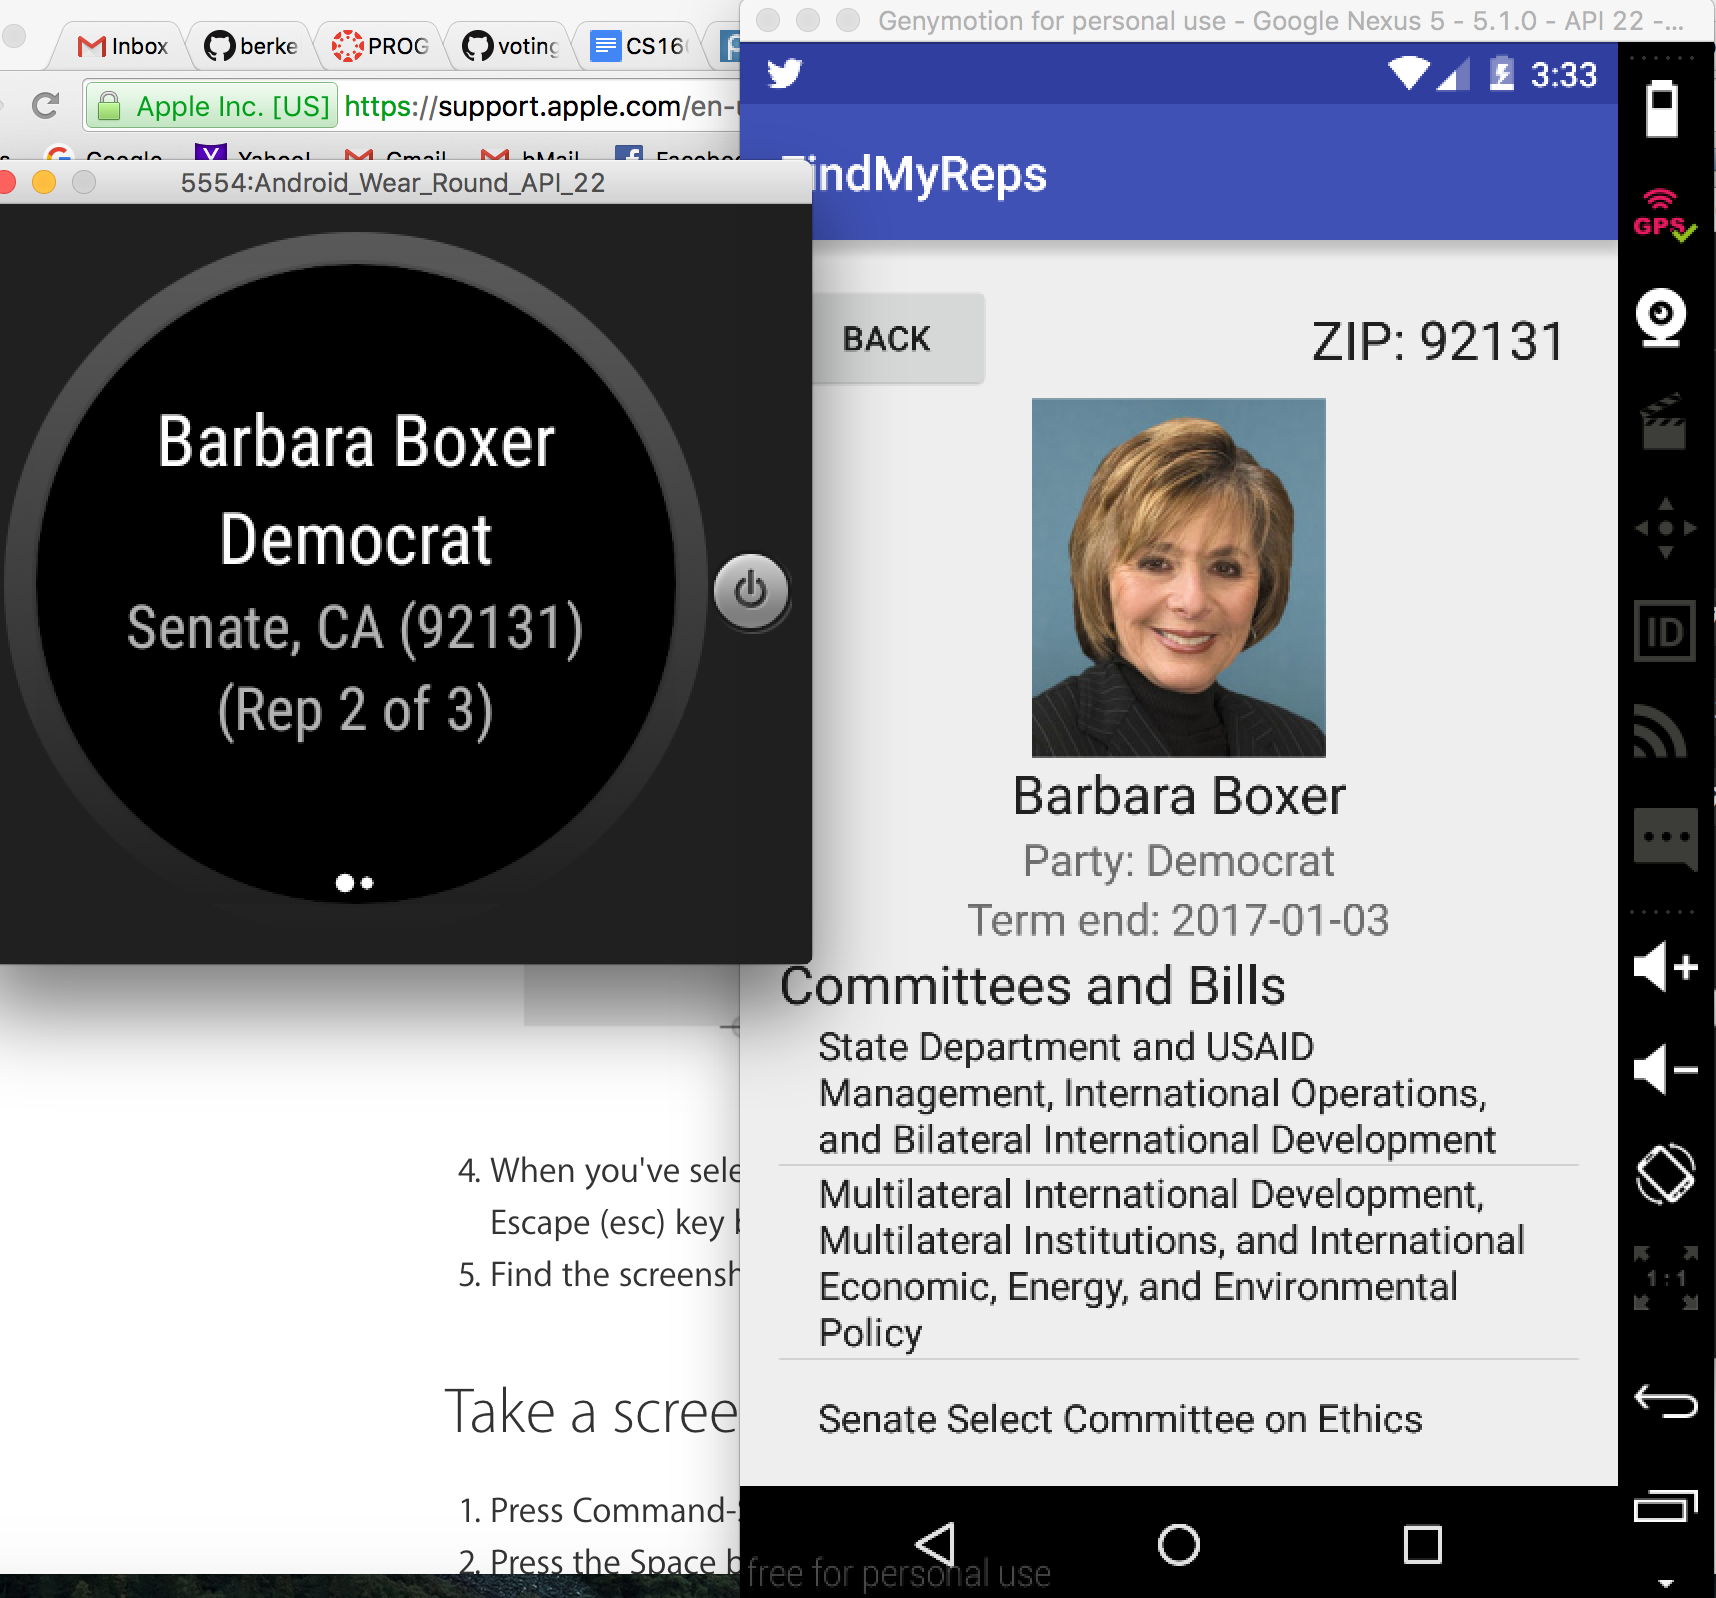 Inbox
berke
PROG
voting
CS16
Genymotion for personal use - Google Nexus 5 - 5.1.0 - API 22 -...
Apple Inc. [US] https://support.apple.com/en-u
Google
Yahoo!
Gmail
bMail
Facebo
5554:Android_Wear_Round_API_22
Barbara Boxer
Democrat
Senate, CA (92131)
(Rep 2 of 3)
3:33
FindMyReps
BACK
ZIP: 92131
Barbara Boxer
Party: Democrat
Term end: 2017-01-03
Committees and Bills
State Department and USAID
Management, International Operations,
and Bilateral International Development
Multilateral International Development,
Multilateral Institutions, and International
Economic, Energy, and Environmental
Policy
Senate Select Committee on Ethics
free for personal use
GPS
ID
1:1
4. When you've sele
Escape (esc) key b
5. Find the screensh
Take a scree
1. Press Command-S
2. Press the Space b